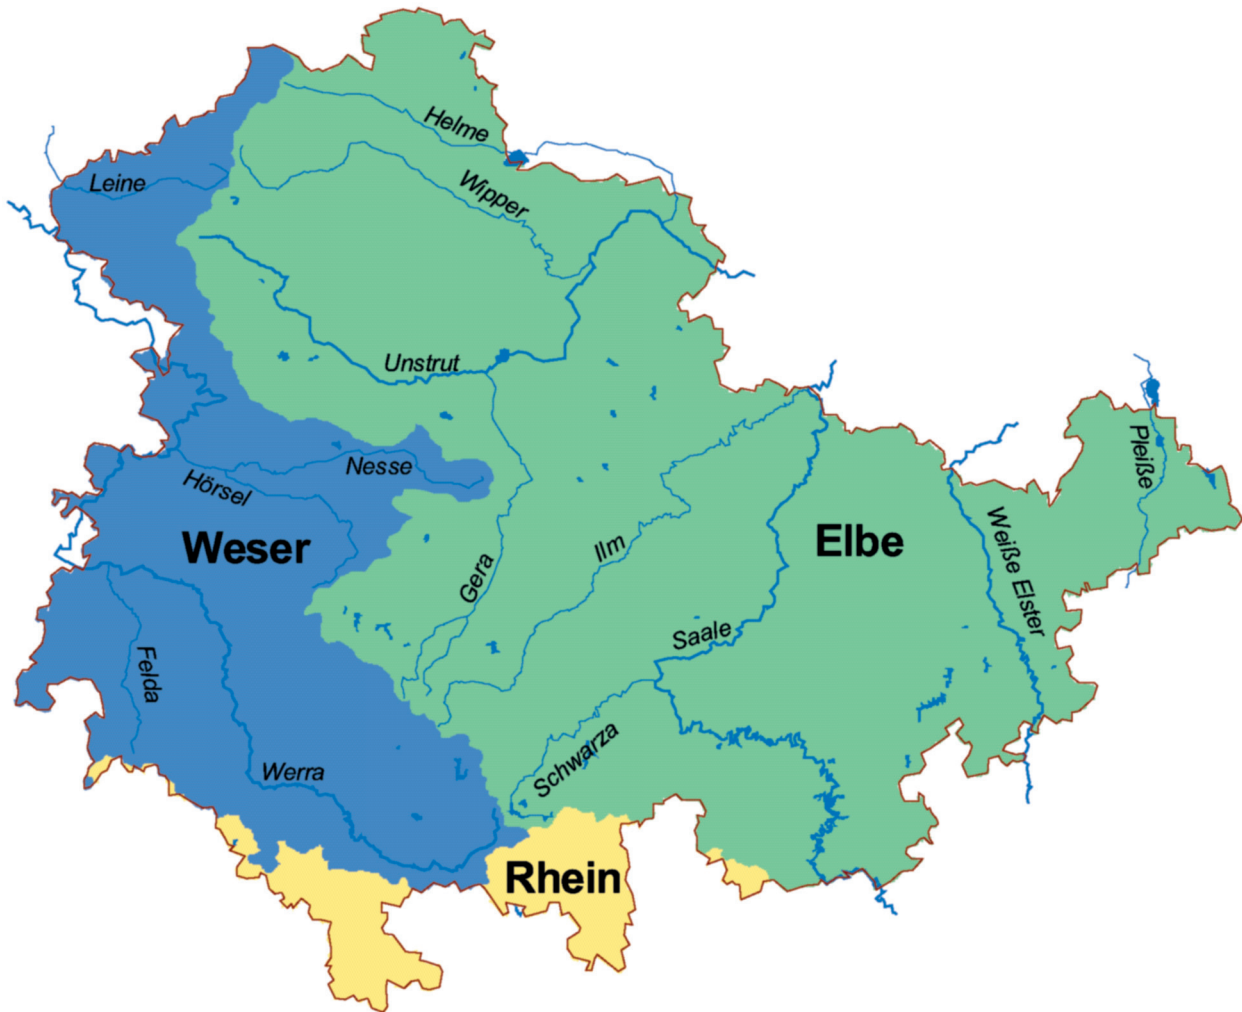 Helme
Leine
Wipper
Unstrut
Pleiße
Nesse
Hörsel
Weser
Elbe
Ilm
Weiße Elster
Gera
Saale
Felda
Schwarza
Werra
Rhein